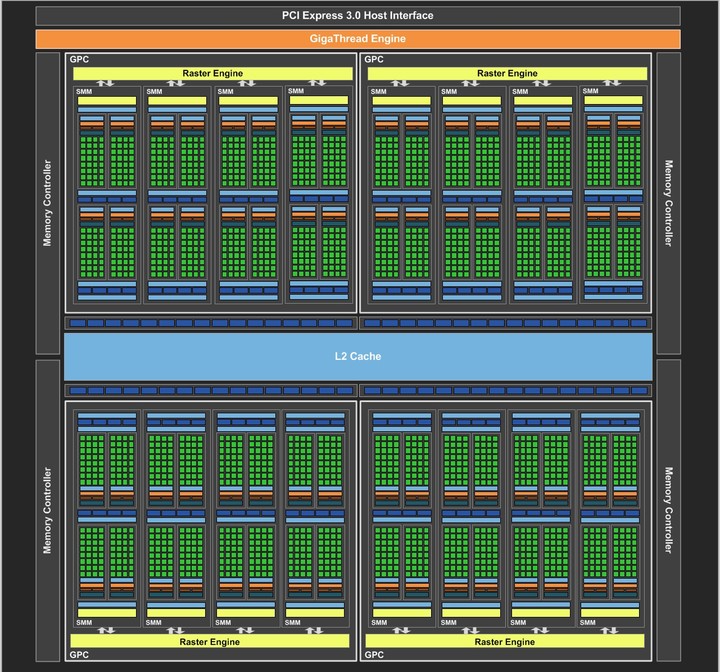 PCI Express 3.0 Host Interface
GigaThread Engine
GPC
GPC
Raster Engine
Raster Engine
SMM
SMM
SMM
SMM
SMM
SMM
SMM
SMM
Memory Controller
Memory Controller
L2 Cache
Memory Controller
Memory Controller
SMM
SMM
SMM
SMM
SMM
SMM
SMM
SMM
Raster Engine
Raster Engine
GPC
GPC